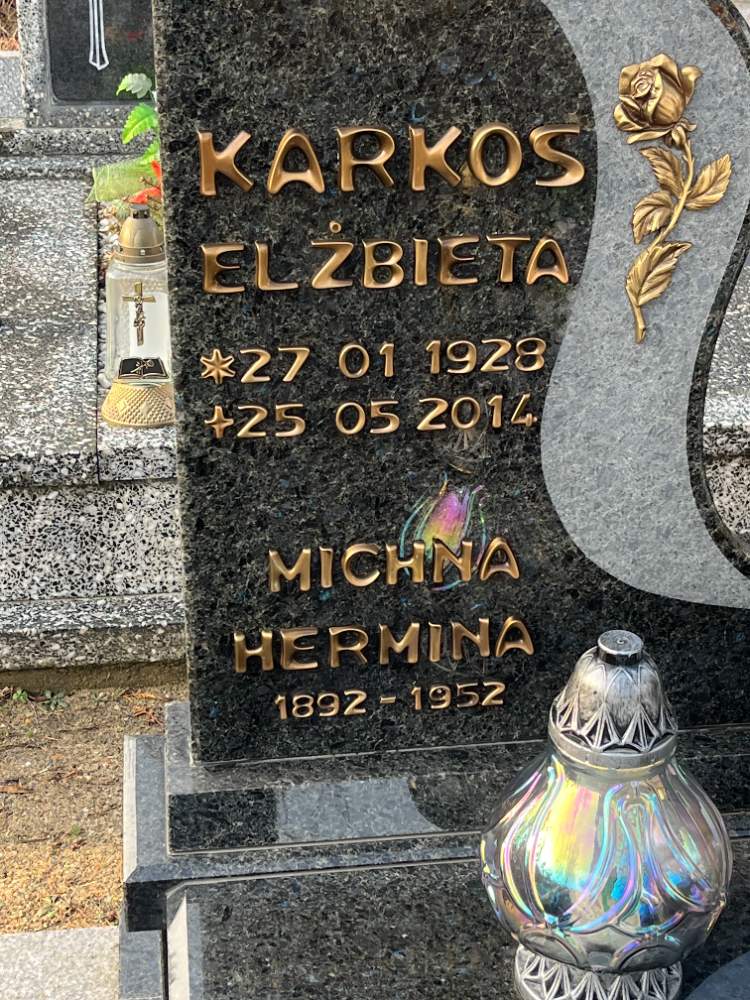 KARKOS
ELŻBIETA
*27 01 1928
+25 05 2014
MICHNA
HERMINA
1892 - 1952